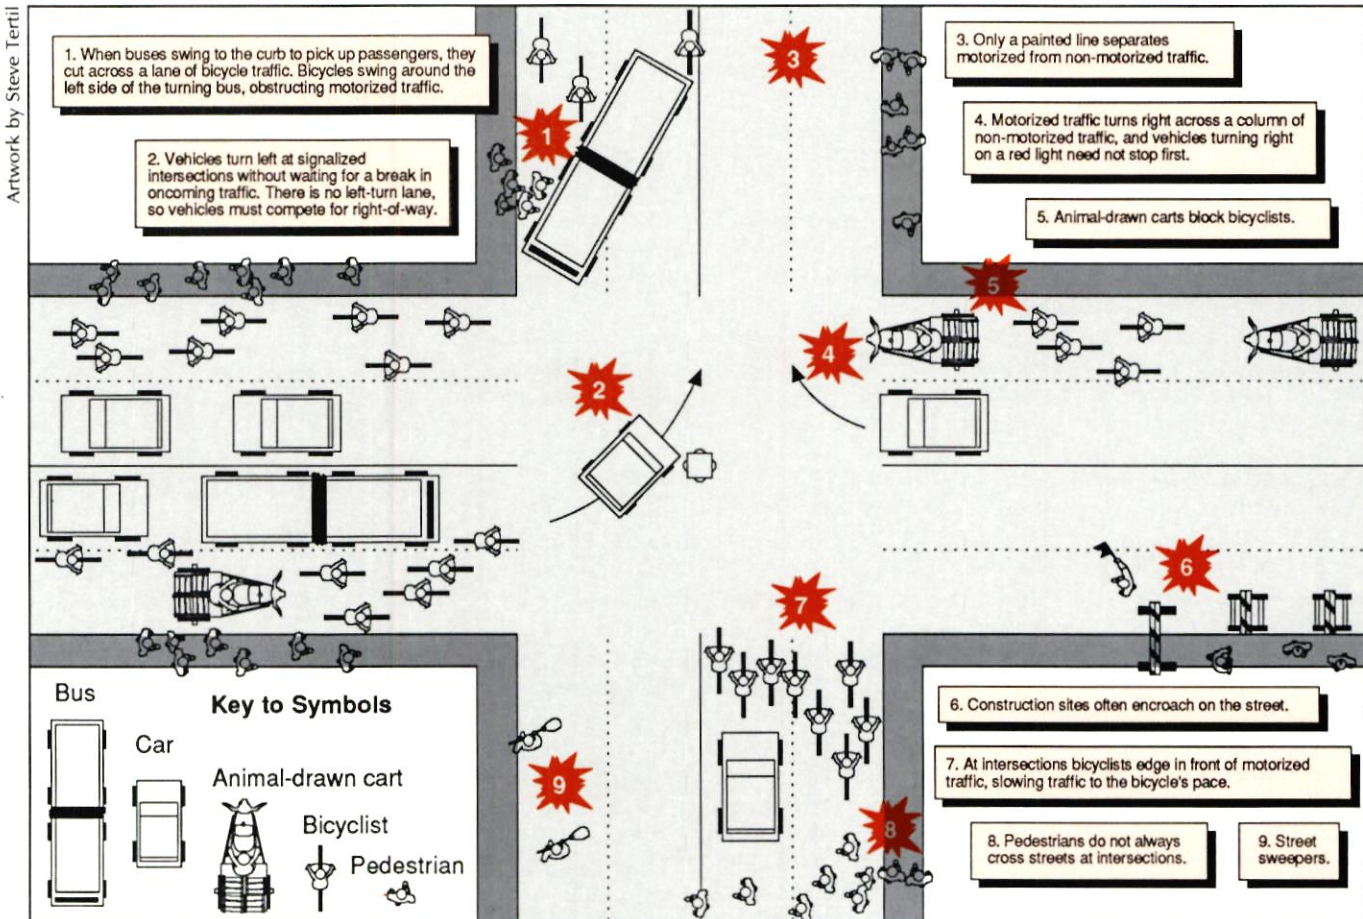 Artwork by Steve Tertil
1. When buses swing to the curb to pick up passengers, they
cut across a lane of bicycle traffic. Bicycles swing around the
left side of the turning bus, obstructing motorized traffic.
2. Vehicles turn left at signalized
intersections without waiting for a break in
oncoming traffic. There is no left-turn lane,
so vehicles must compete for right-of-way.
3. Only a painted line separates
motorized from non-motorized traffic.
4. Motorized traffic turns right across a column of
non-motorized traffic, and vehicles turning right
on a red light need not stop first.
5. Animal-drawn carts block bicyclists.
1
3
5
4
2
6
7
9
8
Key to Symbols
Bus
Car
Animal-drawn cart
Bicyclist
Pedestrian
6. Construction sites often encroach on the street.
7. At intersections bicyclists edge in front of motorized
traffic, slowing traffic to the bicycle's pace.
8. Pedestrians do not always
cross streets at intersections.
9. Street
sweepers.